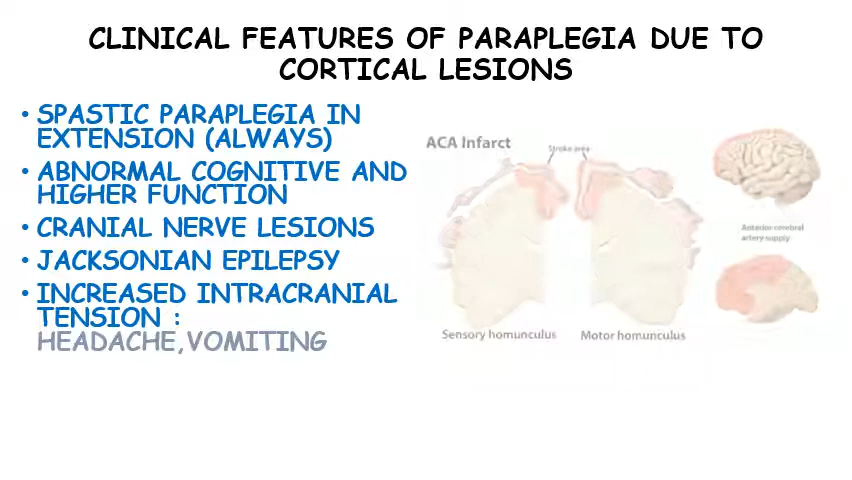 CLINICAL FEATURES OF PARAPLEGIA DUE TO
CORTICAL LESIONS
• SPASTIC PARAPLEGIA IN
EXTENSION (ALWAYS)
• ABNORMAL COGNITIVE AND
HIGHER FUNCTION
• CRANIAL NERVE LESIONS
• JACKSONIAN EPILEPSY
• INCREASED INTRACRANIAL
TENSION :
HEADACHE,VOMITING
ACA Infarct
Stroke area
Anterior cerebral
artery supply
Sensory homunculus
Motor homunculus